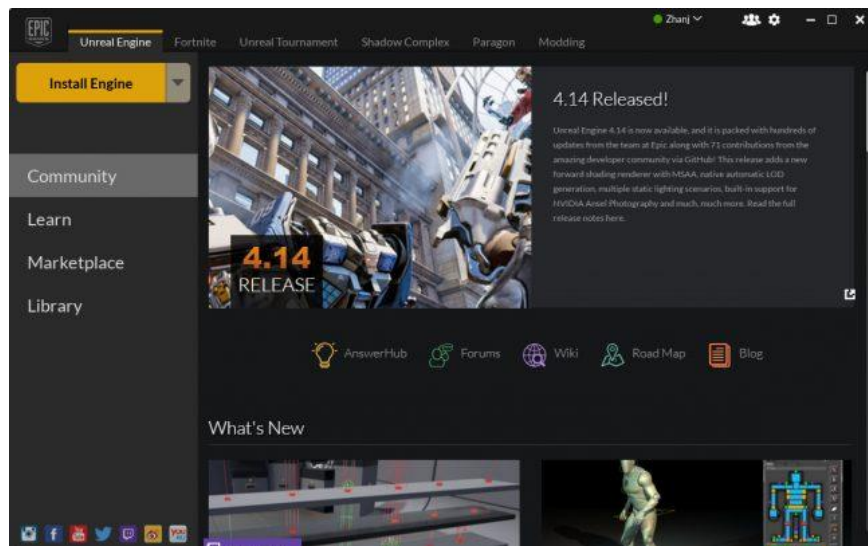 EPIC
Zhanj
Unreal Engine Fortnite Unreal Tournament Shadow Complex Paragon Modding
Install Engine
Community
Learn
Marketplace
Library
4.14
RELEASE
4.14 Released!
Unreal Engine 4.14 is now available, and it is packed with hundreds of
updates from the team at Epic along with 71 contributions from the
amazing developer community via GitHub! This release adds a new
forward shading renderer with MSAA, native automatic LOD
generation, multiple static lighting scenarios, built-in support for
NVIDIA Ansel Photography and much, much more. Read the full
release notes here.
AnswerHub Forums Wiki Road Map Blog
What's New